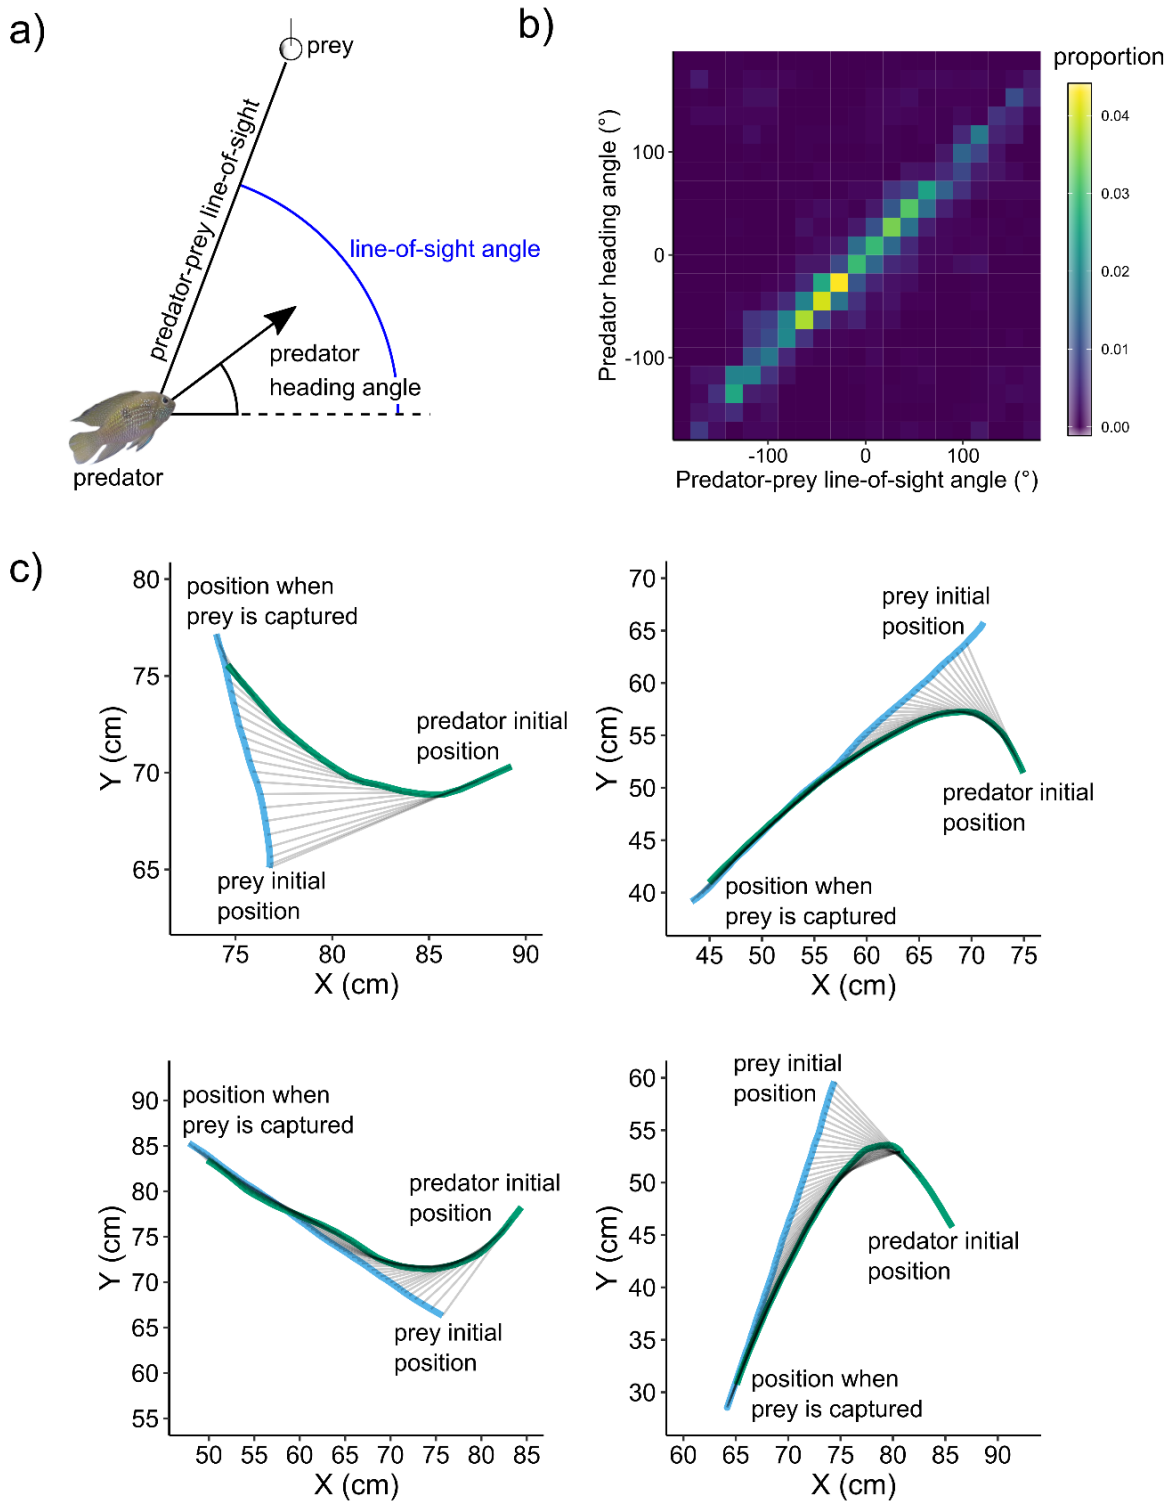 a)
prey
predator-prey line-of-sight
line-of-sight angle
predator
heading angle
predator
b)
proportion
0.04
0.03
0.02
0.01
0.00
Predator heading angle (°)
100
0
-100
-100 0 100
Predator-prey line-of-sight angle (°)
c)
position when
prey is captured
predator initial
position
prey initial
position
Y (cm)
80
75
70
65
75 80 85 90
X (cm)
prey initial
position
predator initial
position
position when
prey is captured
Y (cm)
70
65
60
55
50
45
40
45 50 55 60 65 70 75
X (cm)
position when
prey is captured
predator initial
position
prey initial
position
Y (cm)
90
85
80
75
70
65
60
55
50 55 60 65 70 75 80 85
X (cm)
prey initial
position
predator initial
position
position when
prey is captured
Y (cm)
60
55
50
45
40
35
30
60 65 70 75 80 85 90
X (cm)